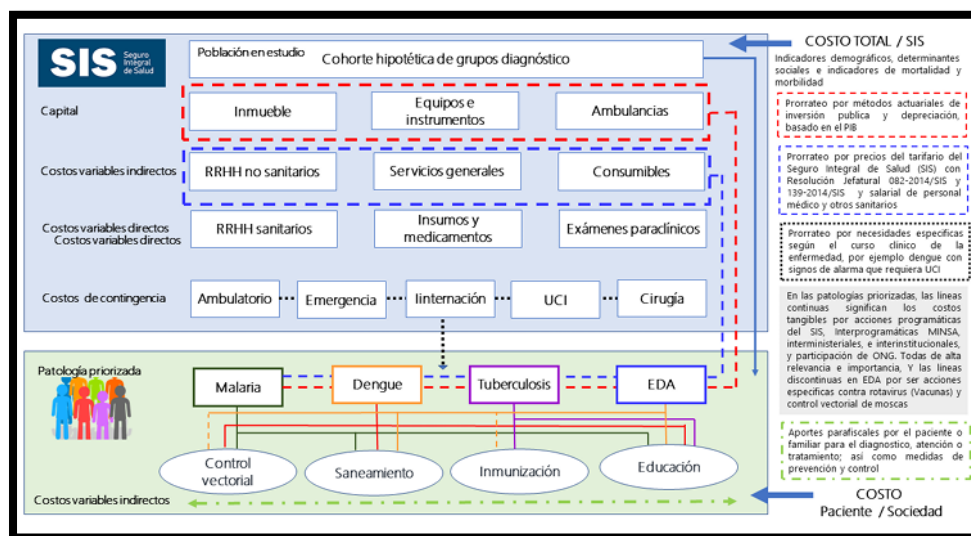 SIS Seguro
Integral
de Salud
Población en estudio
Cohorte hipotética de grupos diagnóstico
Capital
Inmueble
Equipos e
instrumentos
Ambulancias
Costos variables indirectos
RRHH no sanitarios
Servicios generales
Consumibles
Costos variables directos
Costos variables directos
RRHH sanitarios
Insumos y
medicamentos
Exámenes paraclínicos
Costos de contingencia
Ambulatorio
Emergencia
Iinternación
UCI
Cirugía
Patología priorizada
Malaria
Dengue
Tuberculosis
EDA
Control
vectorial
Saneamiento
Inmunización
Educación
Costos variables indirectos
COSTO TOTAL / SIS
Indicadores demográficos, determinantes
sociales e indicadores de mortalidad y
morbilidad
Prorrateo por métodos actuariales de
inversión publica y depreciación,
basado en el PIB
Prorrateo por precios del tarifario del
Seguro Integral de Salud (SIS) con
Resolución Jefatural 082-2014/SIS y
139-2014/SIS y salarial de personal
médico y otros sanitarios
Prorrateo por necesidades especificas
según el curso clínico de la
enfermedad, por ejemplo dengue con
signos de alarma que requiera UCI
En las patologías priorizadas, las líneas
continuas significan los costos
tangibles por acciones programáticas
del SIS, Interprogramáticas MINSA,
interministeriales, e interinstitucionales,
y participación de ONG. Todas de alta
relevancia e importancia, Y las líneas
discontinuas en EDA por ser acciones
especificas contra rotavirus (Vacunas) y
control vectorial de moscas
Aportes parafiscales por el paciente o
familiar para el diagnostico, atención o
tratamiento; así como medidas de
prevención y control
COSTO
Paciente / Sociedad